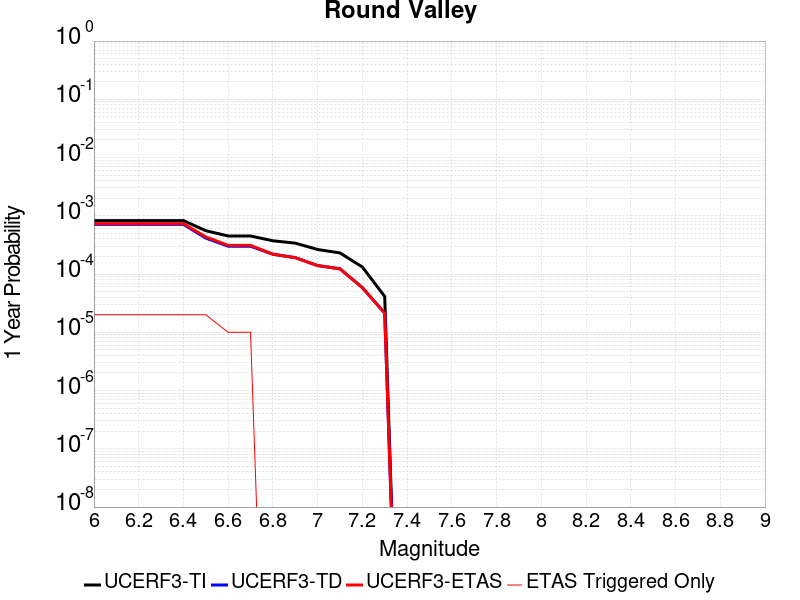 Round Valley
10^0
10^-1
10^-2
10^-3
10^-4
10^-5
10^-6
10^-7
10^-8
1 Year Probability
6 6.2 6.4 6.6 6.8 7 7.2 7.4 7.6 7.8 8 8.2 8.4 8.6 8.8 9
Magnitude
UCERF3-TI UCERF3-TD UCERF3-ETAS ETAS Triggered Only